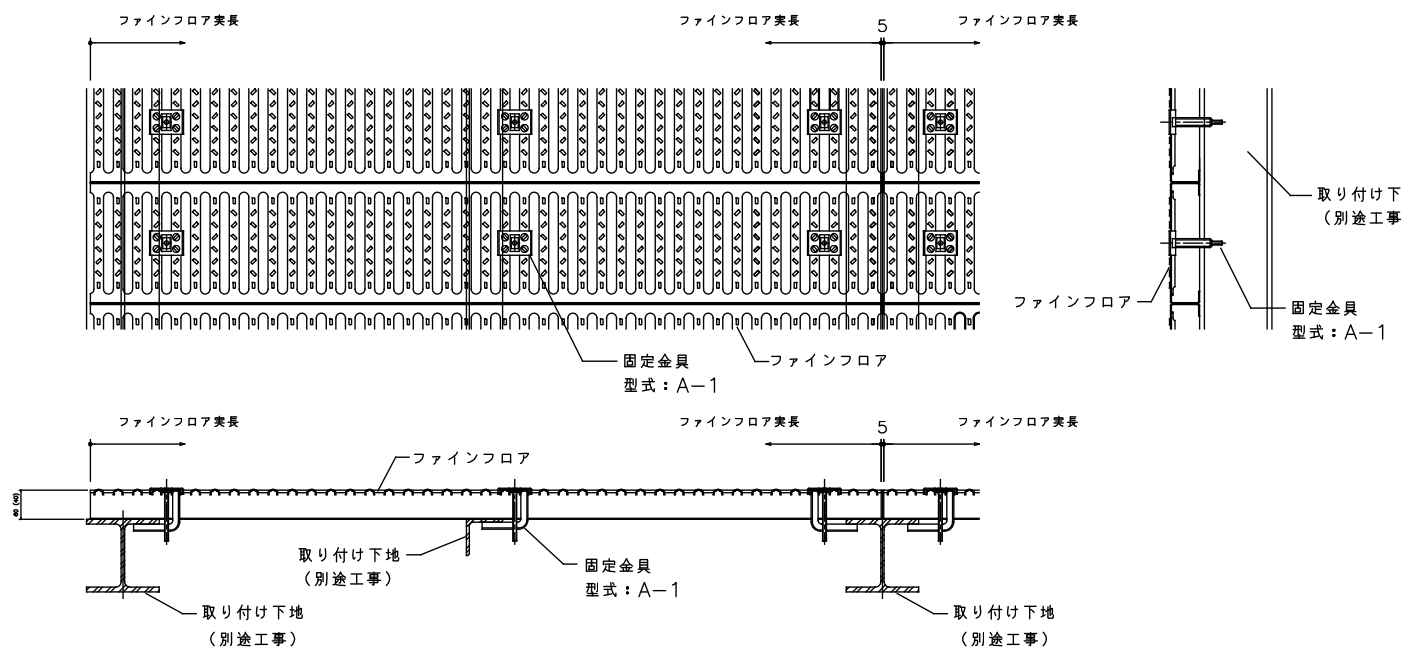 ファインフロア実長
ファインフロア実長
5
ファインフロア実長
取り付け下
(別途工事
ファインフロア
固定金具
型式:A-1
固定金具
型式:A-1
ファインフロア
ファインフロア実長
ファインフロア実長
5
ファインフロア実長
ファインフロア
60 (40)
取り付け下地
(別途工事)
固定金具
型式:A-1
取り付け下地
(別途工事)
取り付け下地
(別途工事)